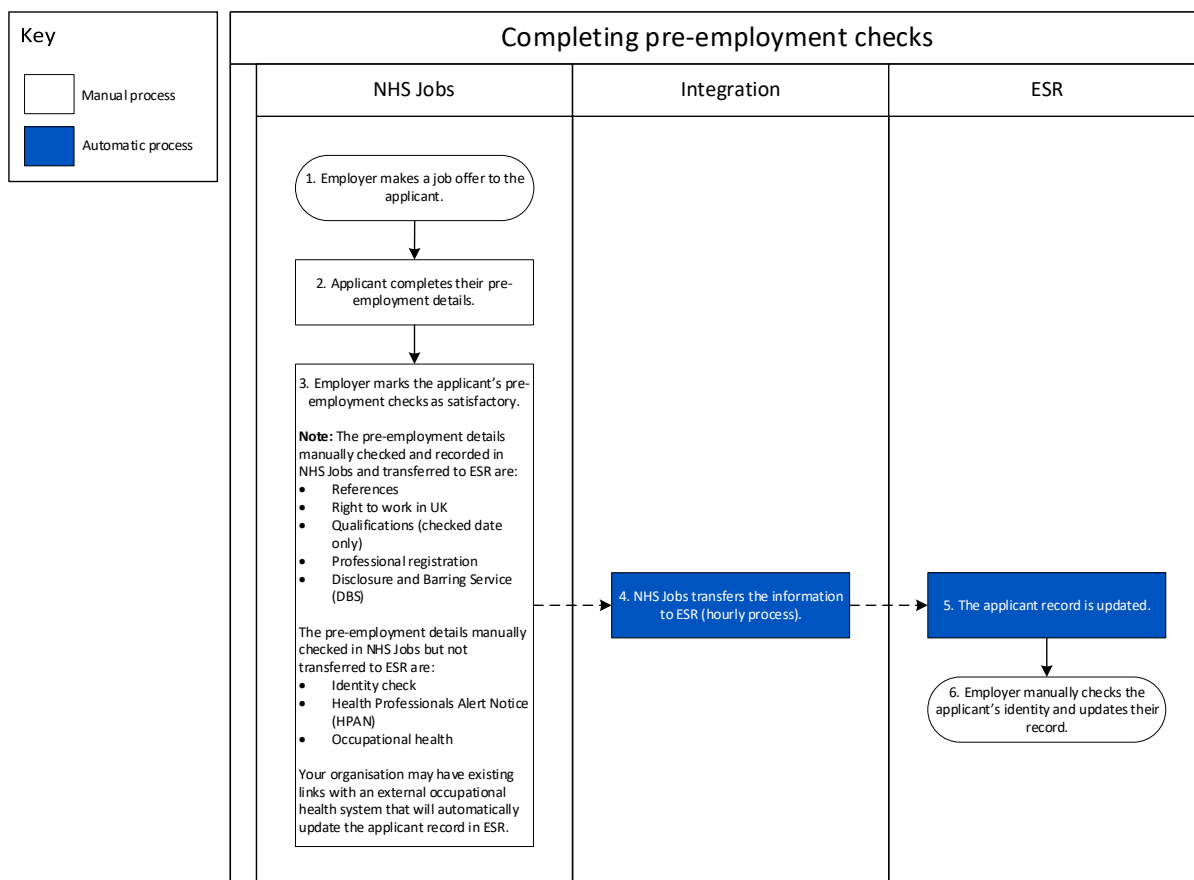 Key
Manual process
Automatic process
Completing pre-employment checks
NHS Jobs
Integration
ESR
1. Employer makes a job offer to the
applicant.
2. Applicant completes their pre-
employment details.
3. Employer marks the applicant's pre-
employment checks as satisfactory.
Note: The pre-employment details
manually checked and recorded in
NHS Jobs and transferred to ESR are:
• References
• Right to work in UK
• Qualifications (checked date
only)
• Professional registration
• Disclosure and Barring Service
(DBS)
The pre-employment details manually
checked in NHS Jobs but not
transferred to ESR are:
• Identity check
• Health Professionals Alert Notice
(HPAN)
• Occupational health
Your organisation may have existing
links with an external occupational
health system that will automatically
update the applicant record in ESR.
4. NHS Jobs transfers the information
to ESR (hourly process).
5. The applicant record is updated.
6. Employer manually checks the
applicant's identity and updates their
record.